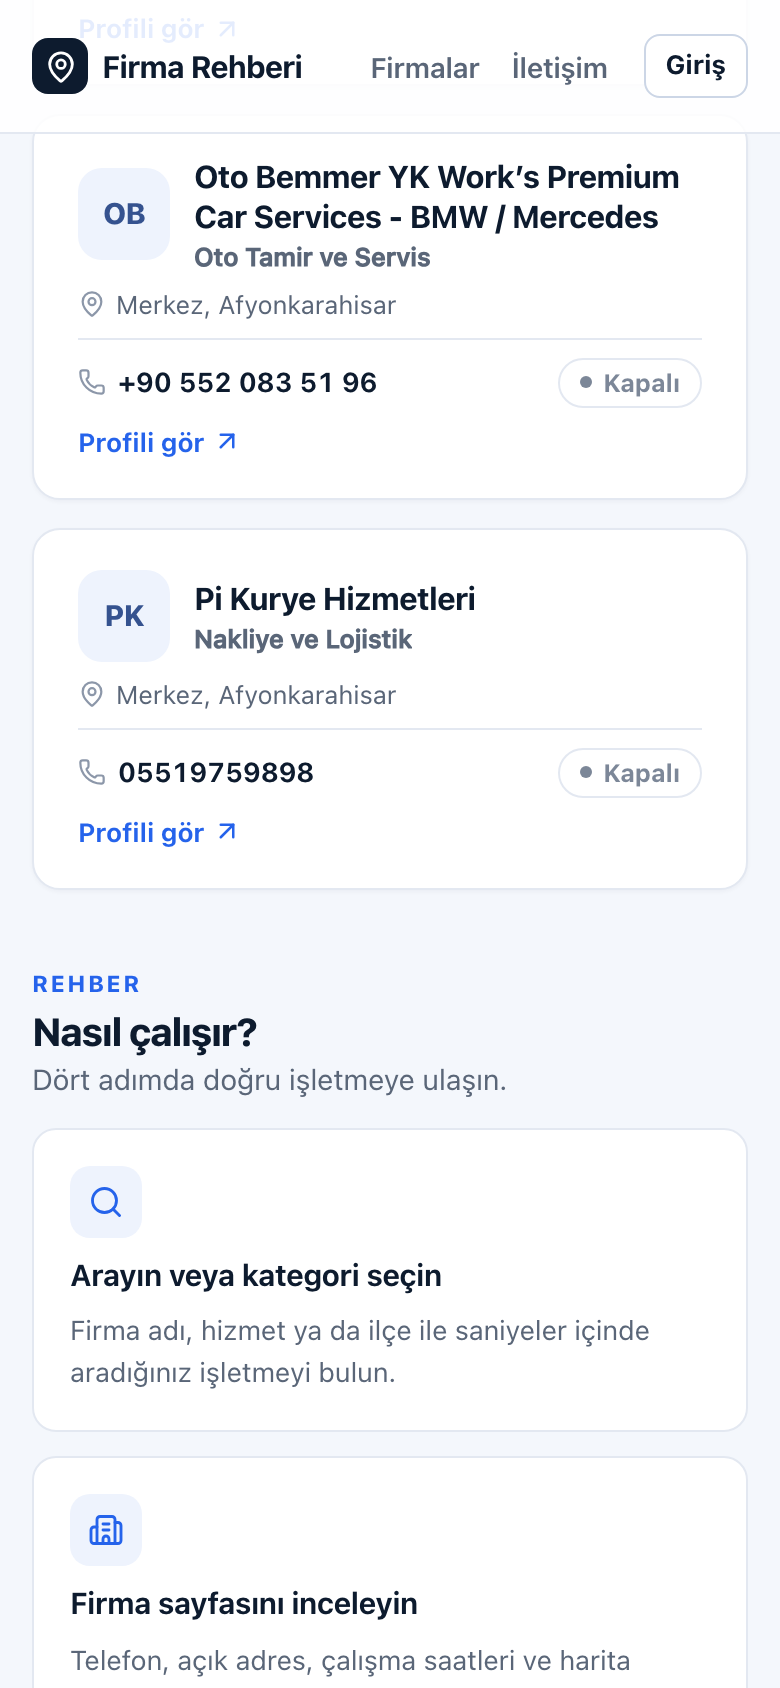 Profili gör
Firma Rehberi
Firmalar
İletişim
Giriş
OB
Oto Bemmer YK Work’s Premium
Car Services - BMW / Mercedes
Oto Tamir ve Servis
Merkez, Afyonkarahisar
+90 552 083 51 96
Kapalı
Profili gör
PK
Pi Kurye Hizmetleri
Nakliye ve Lojistik
Merkez, Afyonkarahisar
05519759898
Kapalı
Profili gör
REHBER
Nasıl çalışır?
Dört adımda doğru işletmeye ulaşın.
Arayın veya kategori seçin
Firma adı, hizmet ya da ilçe ile saniyeler içinde
aradığınız işletmeyi bulun.
Firma sayfasını inceleyin
Telefon, açık adres, çalışma saatleri ve harita